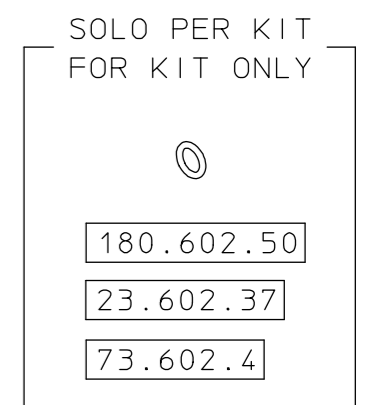 SOLO PER KIT
FOR KIT ONLY
180.602.50
23.602.37
73.602.4